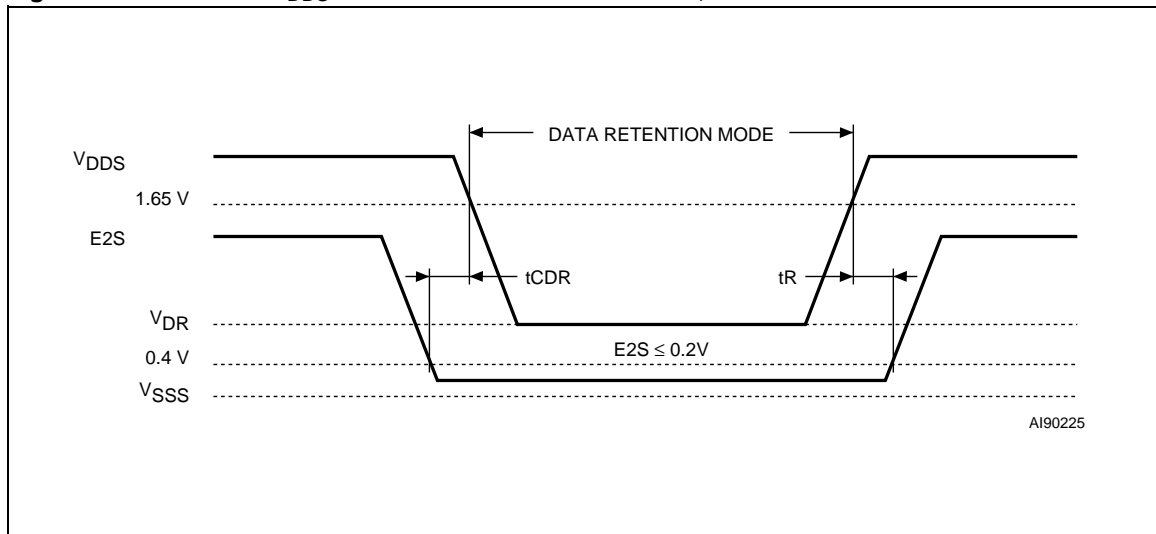 DATA RETENTION MODE
VDDS
1.65 V
E2S
tCDR
tR
VDR
E2S ≤ 0.2V
0.4 V
VSSS
AI90225